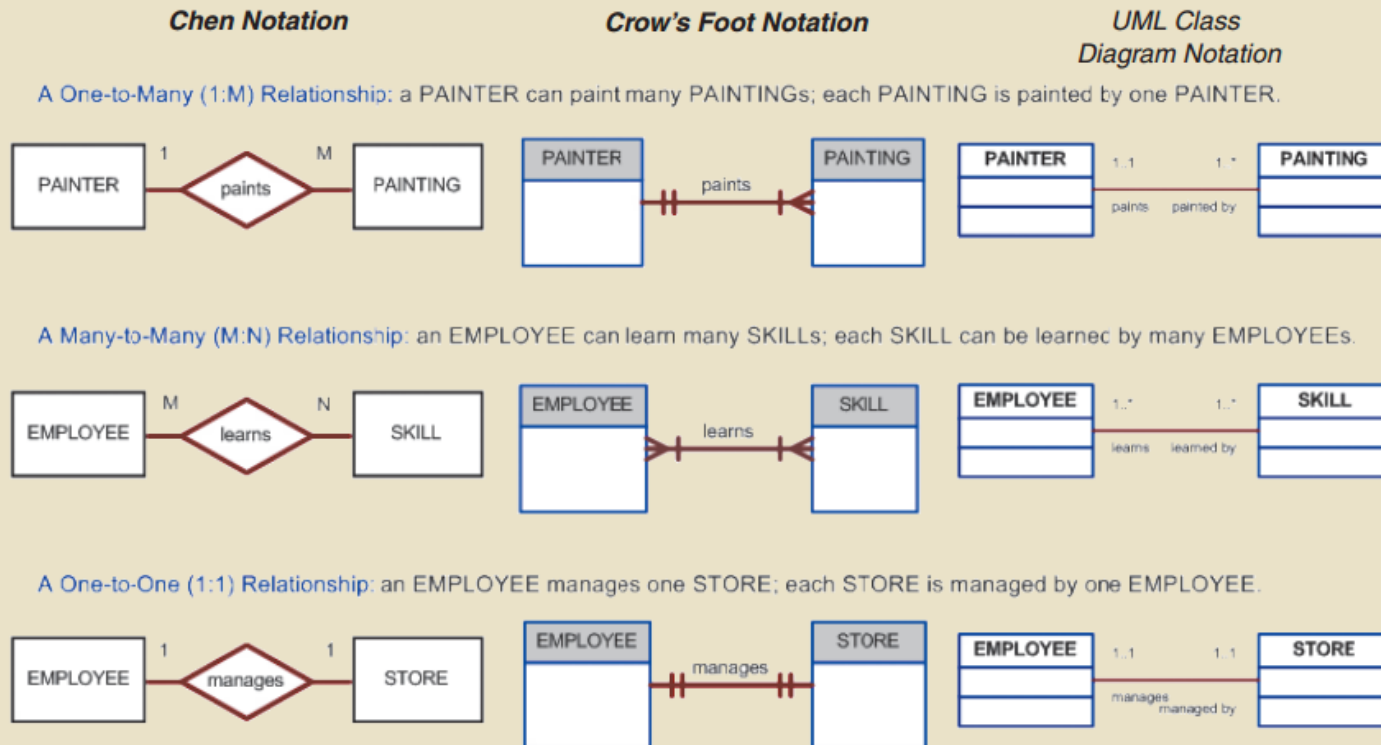 Chen Notation
Crow's Foot Notation
UML Class
Diagram Notation
A One-to-Many (1:M) Relationship: a PAINTER can paint many PAINTINGs; each PAINTING is painted by one PAINTER.
PAINTER
1
paints
M
PAINTING
PAINTER
paints
PAINTING
PAINTER
1..1
1..*
PAINTING
paints
painted by
A Many-to-Many (M:N) Relationship: an EMPLOYEE can learn many SKILLs; each SKILL can be learned by many EMPLOYEEs.
EMPLOYEE
M
learns
N
SKILL
EMPLOYEE
learns
SKILL
EMPLOYEE
1..*
1..*
SKILL
learns
learned by
A One-to-One (1:1) Relationship: an EMPLOYEE manages one STORE; each STORE is managed by one EMPLOYEE.
EMPLOYEE
1
manages
1
STORE
EMPLOYEE
manages
STORE
EMPLOYEE
1..1
1..1
STORE
manages
managed by